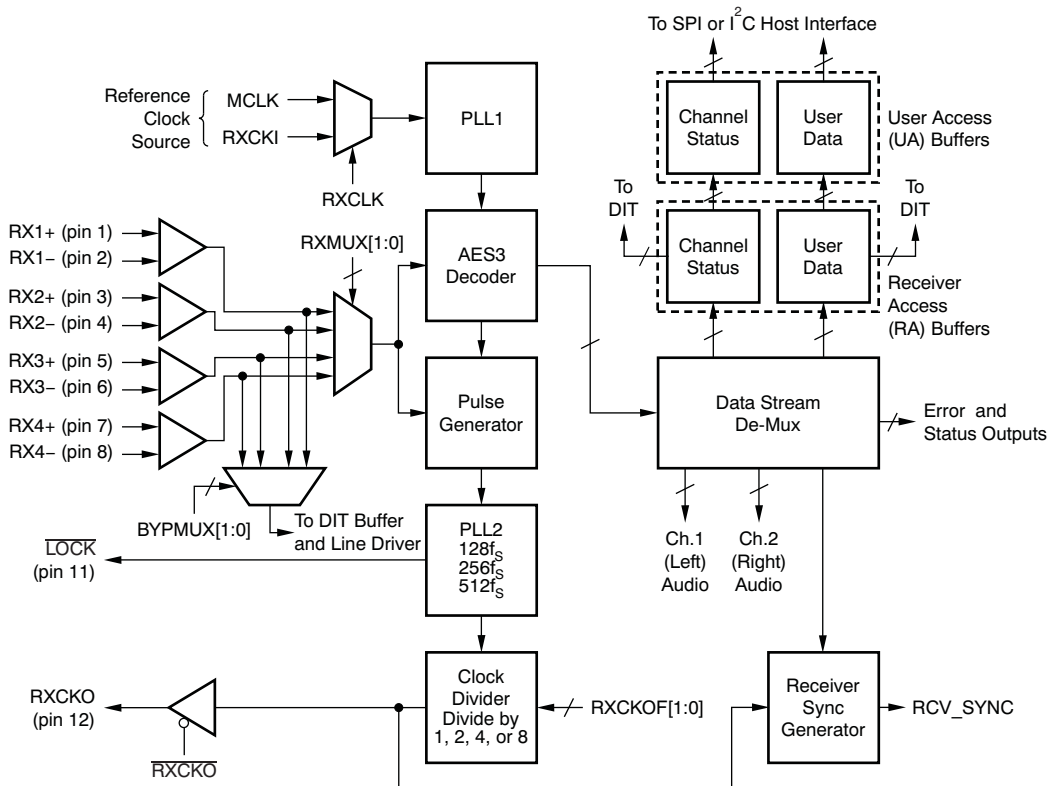 To SPI or I2C Host Interface
Reference
Clock
Source
MCLK
RXCKI
RXCLK
PLL1
Channel
Status
User
Data
User Access
(UA) Buffers
To
DIT
Channel
Status
User
Data
To
DIT
Receiver
Access
(RA) Buffers
RX1+ (pin 1)
RX1− (pin 2)
RX2+ (pin 3)
RX2− (pin 4)
RX3+ (pin 5)
RX3− (pin 6)
RX4+ (pin 7)
RX4− (pin 8)
RXMUX[1:0]
AES3
Decoder
Pulse
Generator
Data Stream
De-Mux
Error and
Status Outputs
BYPMUX[1:0]
To DIT Buffer
and Line Driver
LOCK
(pin 11)
PLL2
128fS
256fS
512fS
Ch.1
(Left)
Audio
Ch.2
(Right)
Audio
RXCKO
(pin 12)
RXCKO
Clock
Divider
Divide by
1, 2, 4, or 8
RXCKOF[1:0]
Receiver
Sync
Generator
RCV_SYNC